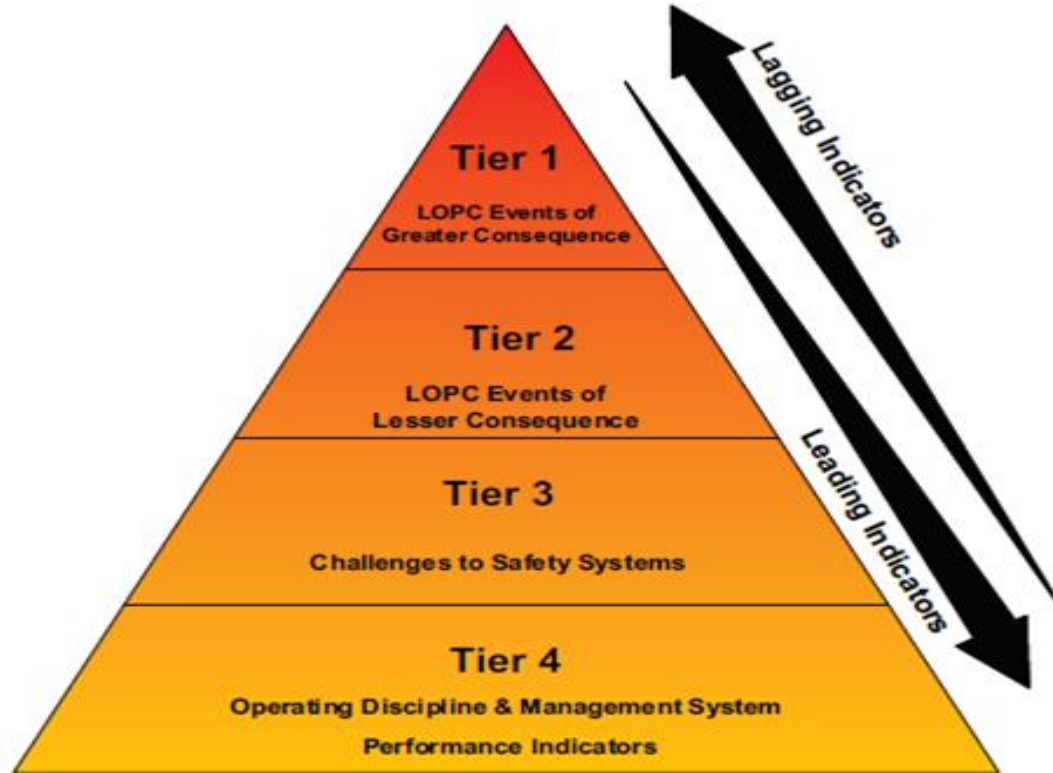 Tier 1
LOPC Events of
Greater Consequence
Tier 2
LOPC Events of
Lesser Consequence
Tier 3
Challenges to Safety Systems
Tier 4
Operating Discipline & Management System
Performance Indicators
Lagging Indicators
Leading Indicators